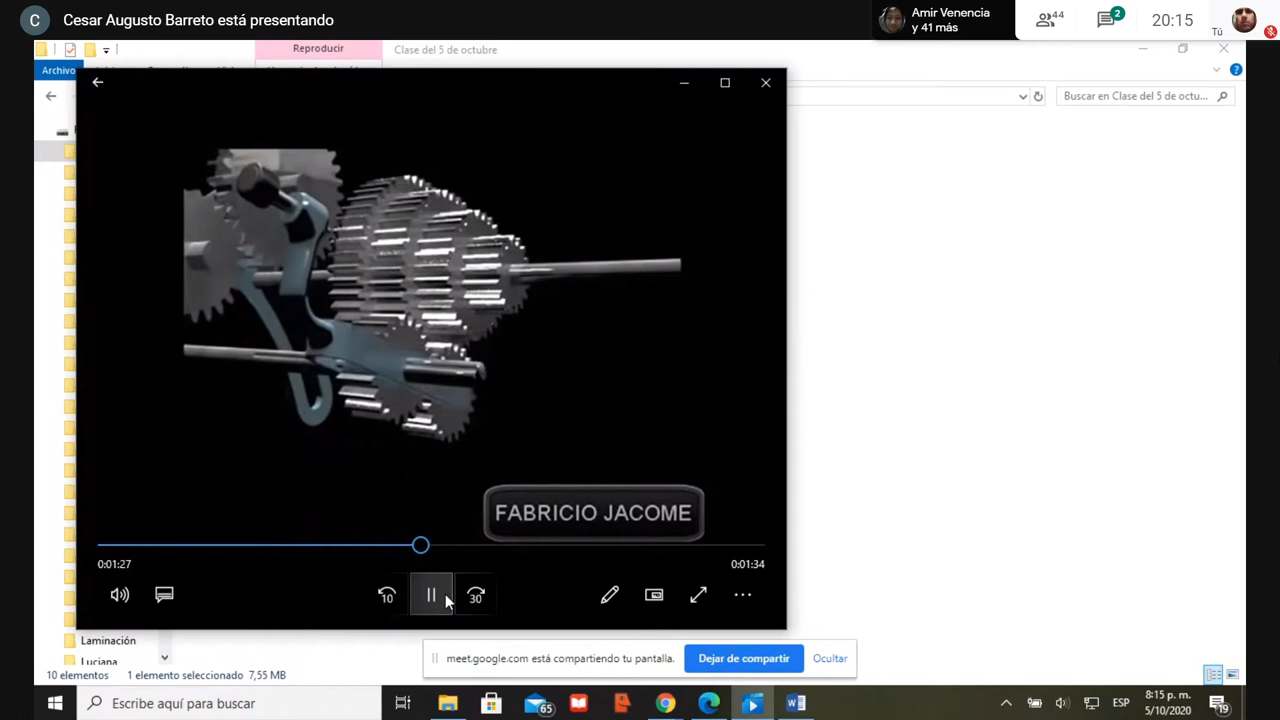 C
Cesar Augusto Barreto está presentando
Amir Venencia
y 41 más
44
2
20:15
Tú
Reproducir
Clase del 5 de octubre
Archivo
Buscar en Clase del 5 de octu...
FABRICIO JACOME
0:01:27
0:01:34
10
30
Laminación
Luciana
meet.google.com está compartiendo tu pantalla.
Dejar de compartir
Ocultar
10 elementos
1 elemento seleccionado 7,55 MB
Escribe aquí para buscar
65
ESP
8:15 p. m.
5/10/2020
19